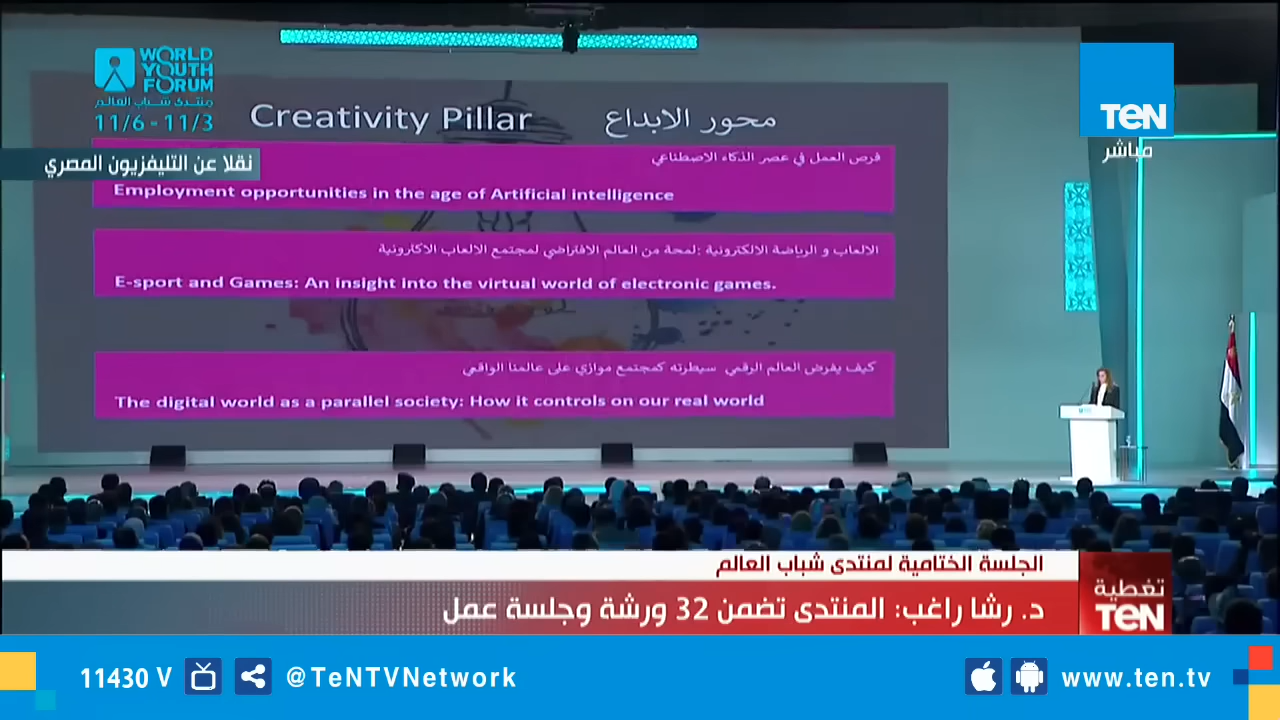 WORLD
YOUTH
FORUM
منتدى شباب العالم
11/6 - 11/3
TEN
مباشر
نقلا عن التليفزيون المصري
Creativity Pillar
محور الابداع
فرص العمل في عصر الذكاء الاصطناعي
Employment opportunities in the age of Artificial intelligence
الالعاب و الرياضة الالكترونية :لمحة من العالم الافتراضي لمجتمع الالعاب الاكترونية
E-sport and Games: An insight into the virtual world of electronic games.
كيف يفرض العالم الرقمي سيطرته كمجتمع موازي على عالمنا الواقعي
The digital world as a parallel society: How it controls on our real world
الجلسة الختامية لمنتدى شباب العالم
د. رشا راغب: المنتدى تضمن 32 ورشة وجلسة عمل
تغطية
TEN
11430 V
@TeNTVNetwork
www.ten.tv